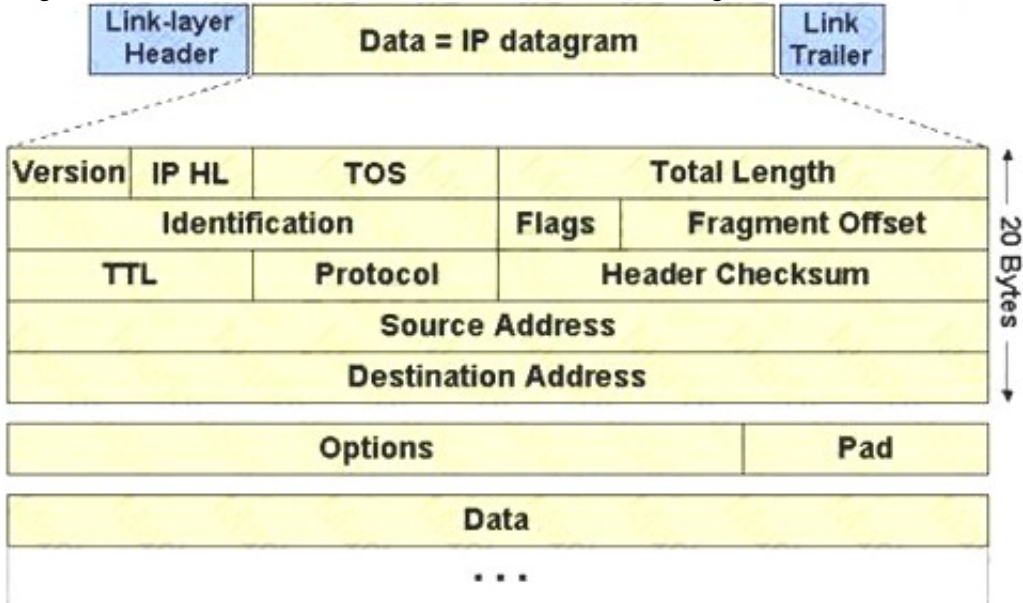 Link-layer
Header
Data = IP datagram
Link
Trailer
Version IP HL TOS Total Length
Identification Flags Fragment Offset
TTL Protocol Header Checksum
Source Address
Destination Address
20 Bytes
Options Pad
Data
...